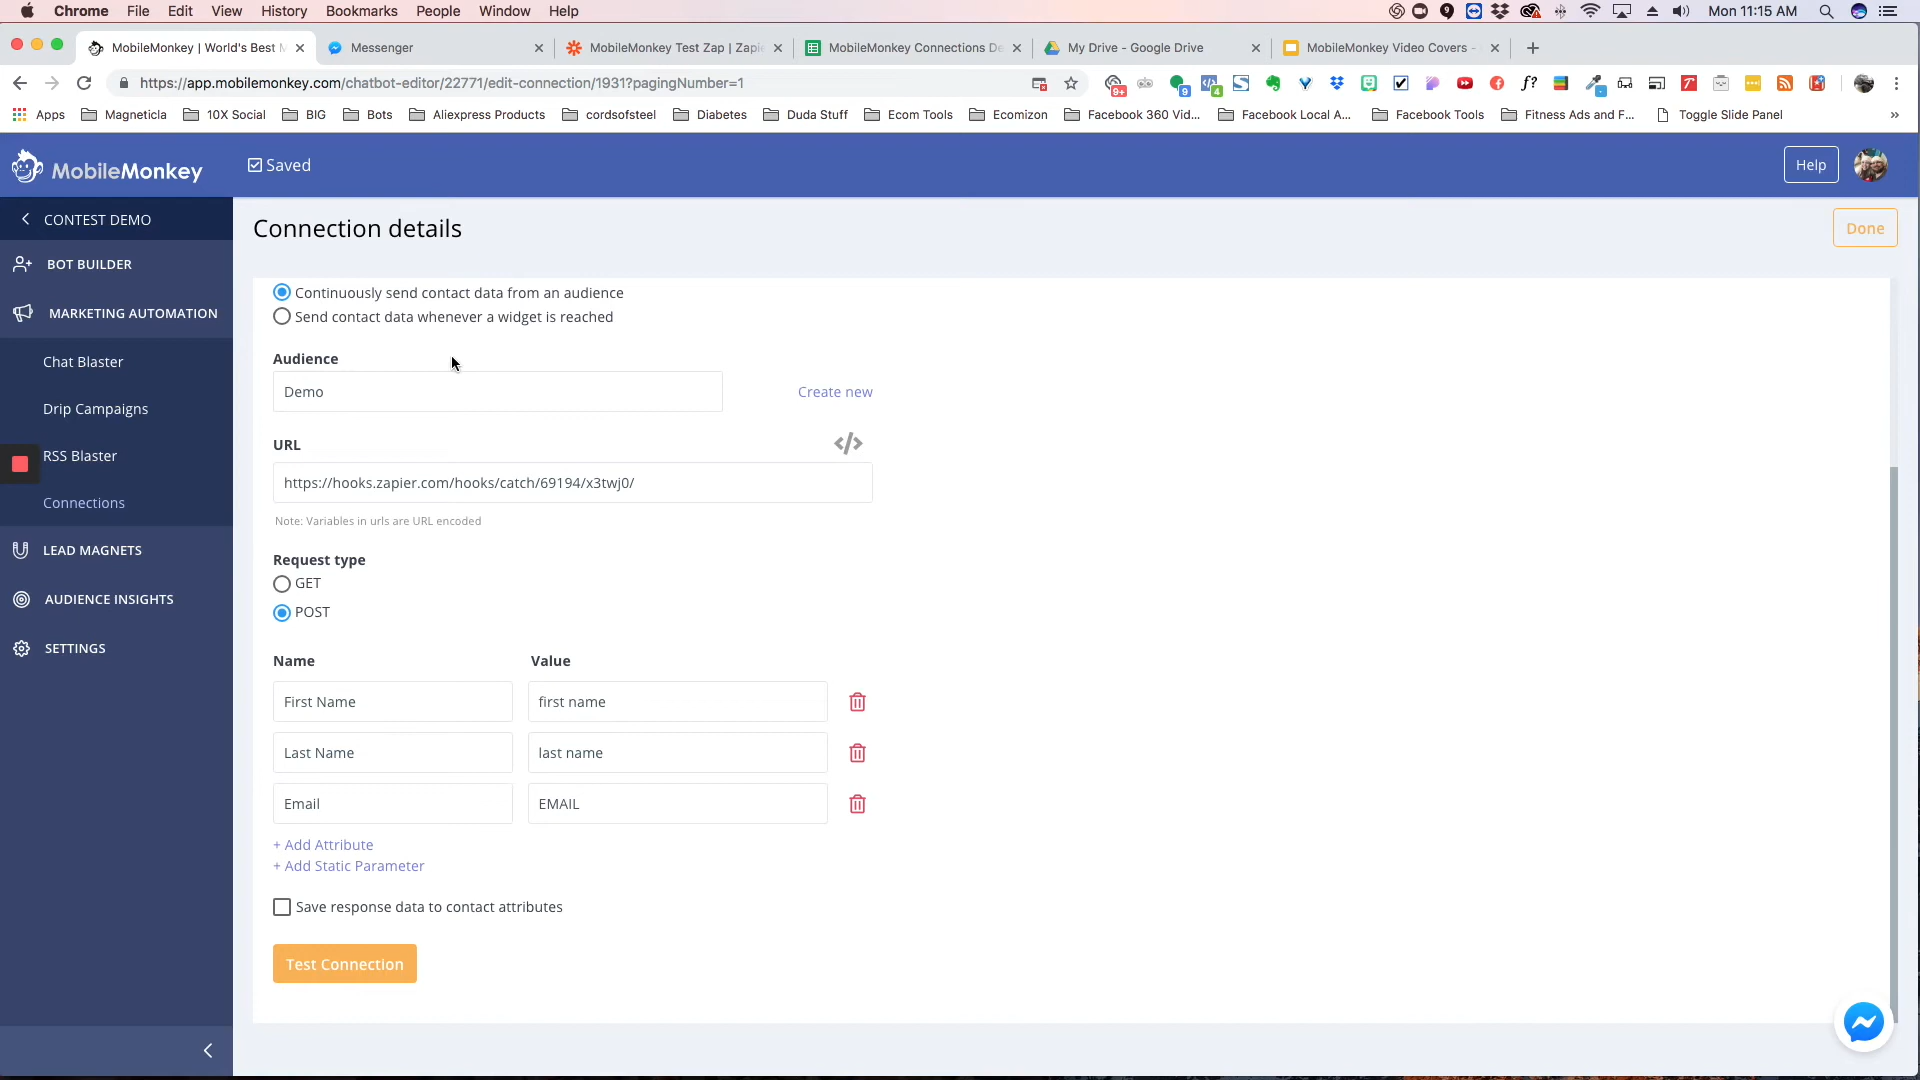 Chrome File Edit View History Bookmarks People Window Help Mon 11:15 AM
MobileMonkey | World's Best M Messenger MobileMonkey Test Zap | Zapie MobileMonkey Connections De My Drive - Google Drive MobileMonkey Video Covers -
https://app.mobilemonkey.com/chatbot-editor/22771/edit-connection/1931?pagingNumber=1
Apps Magneticla 10X Social BIG Bots Aliexpress Products cordsofsteel Diabetes Duda Stuff Ecom Tools Ecomizon Facebook 360 Vid... Facebook Local A... Facebook Tools Fitness Ads and F... Toggle Slide Panel »
MobileMonkey Saved Help
CONTEST DEMO
BOT BUILDER
MARKETING AUTOMATION
Chat Blaster
Drip Campaigns
RSS Blaster
Connections
LEAD MAGNETS
AUDIENCE INSIGHTS
SETTINGS
Connection details Done
Continuously send contact data from an audience
Send contact data whenever a widget is reached
Audience
Demo Create new
URL </>
https://hooks.zapier.com/hooks/catch/69194/x3twj0/
Note: Variables in urls are URL encoded
Request type
GET
POST
Name Value
First Name first name
Last Name last name
Email EMAIL
+ Add Attribute
+ Add Static Parameter
Save response data to contact attributes
Test Connection